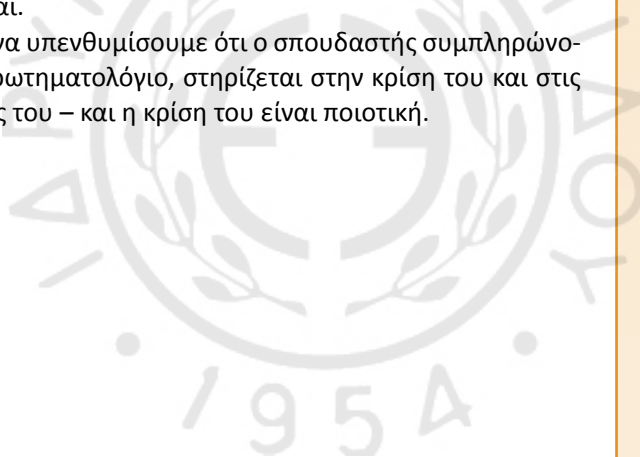 αι.
να υπενθυμίσουμε ότι ο σπουδαστής συμπληρώνο-
ρωτηματολόγιο, στηρίζεται στην κρίση του και στις
ς του – και η κρίση του είναι ποιοτική.
1954